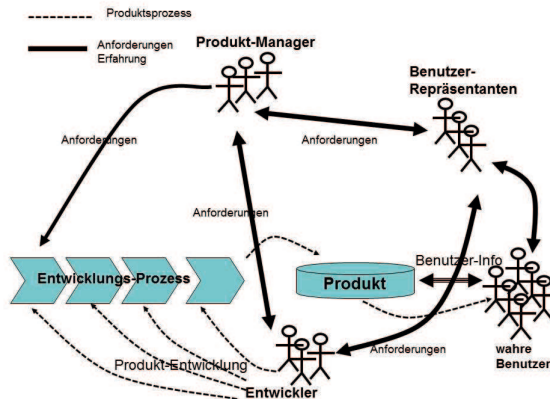 Produktsprozess
Anforderungen
Erfahrung
Produkt-Manager
Benutzer-
Repräsentanten
Anforderungen
Anforderungen
Anforderungen
Entwicklungs-Prozess
Benutzer-Info
Produkt
Produkt-Entwicklung
Anforderungen
wahre
Benutzer
Entwickler